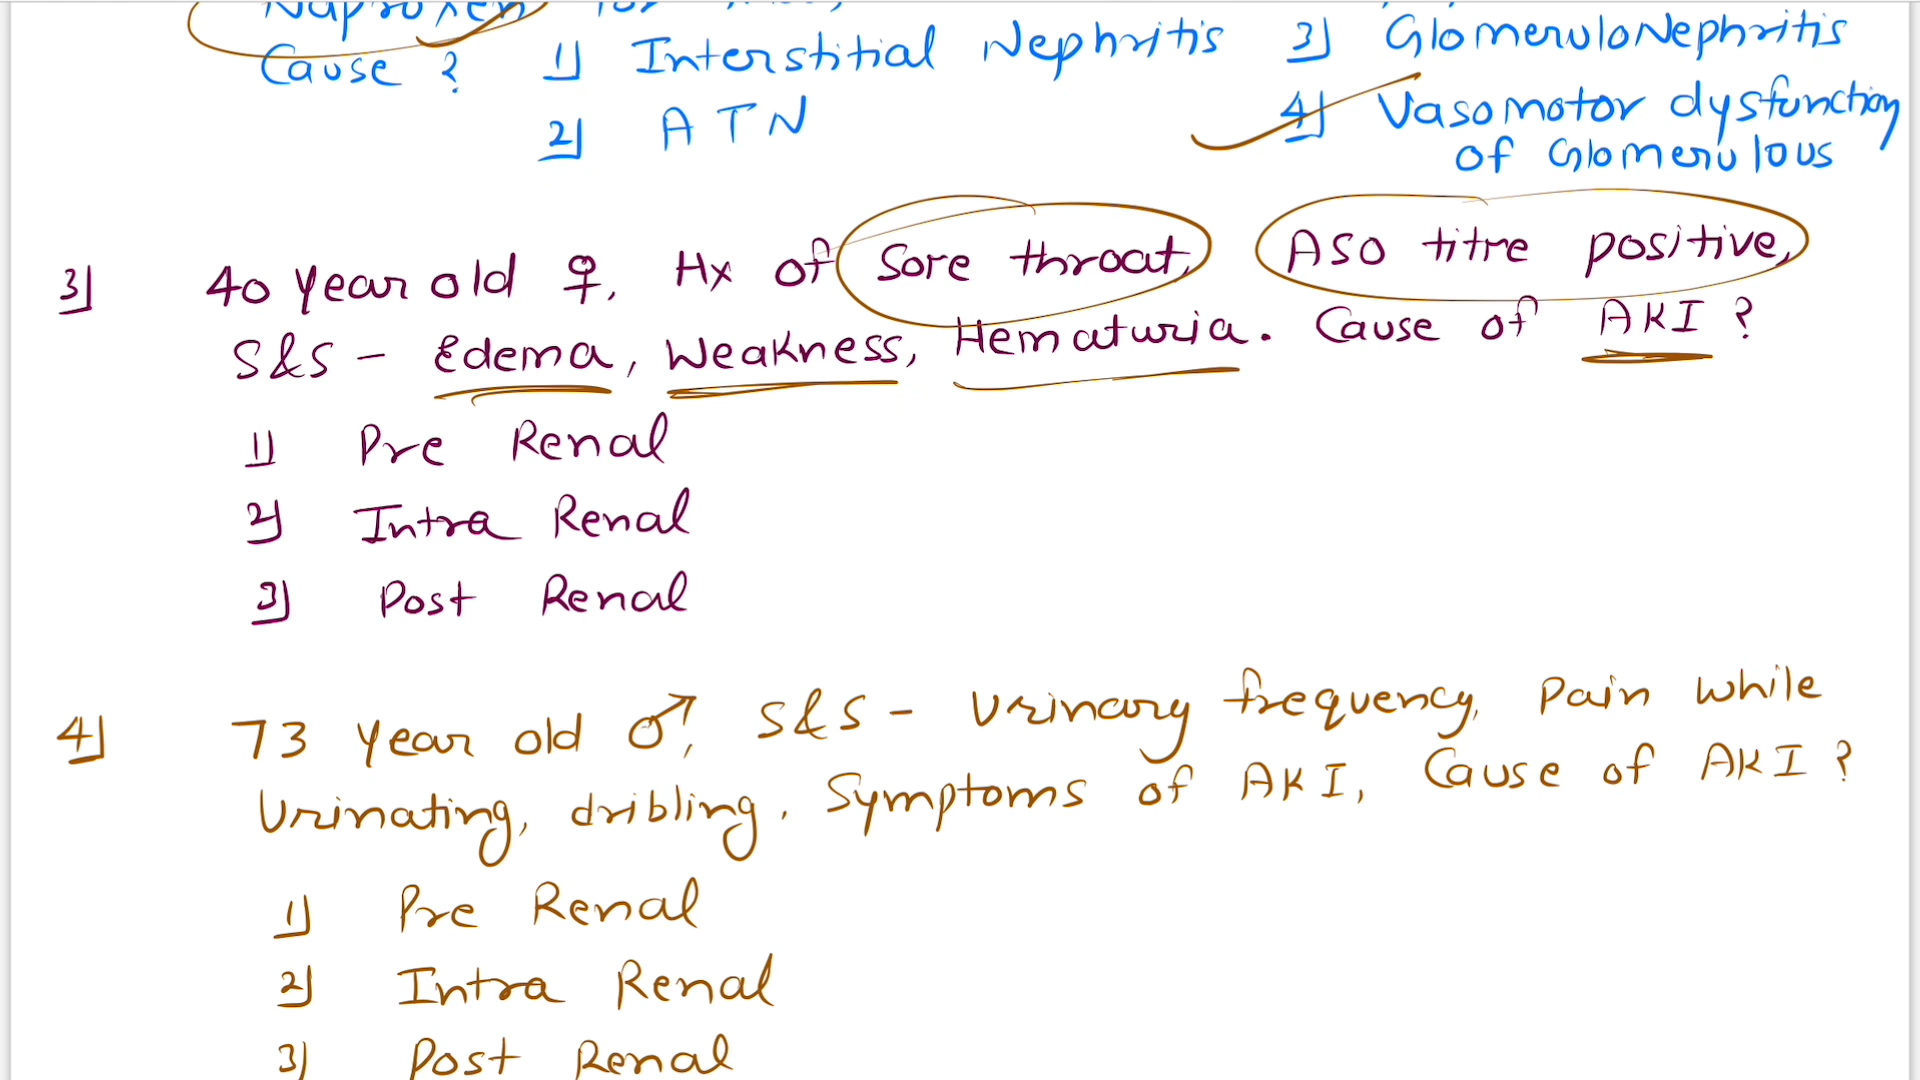 Naproxen for
Cause ? 1) Interstitial Nephritis 3) GlomeruloNephritis
2) ATN 4) Vasomotor dysfunction
of Glomerulous
3) 40 year old ♀, Hx of Sore throat, ASO titre positive,
S&S - Edema, Weakness, Hematuria. Cause of AKI ?
1) Pre Renal
2) Intra Renal
3) Post Renal
4) 73 year old ♂, S&S - Urinary frequency, Pain while
Urinating, dribling. Symptoms of AKI, Cause of AKI ?
1) Pre Renal
2) Intra Renal
3) Post Renal